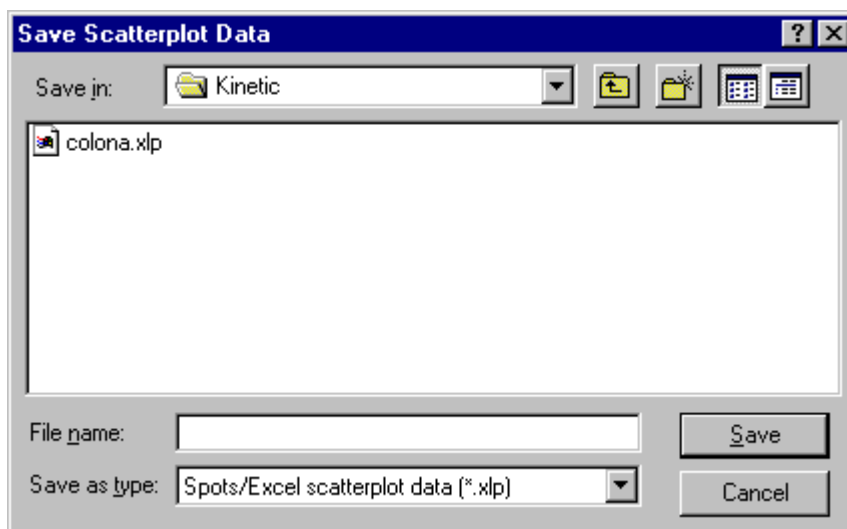 Save Scatterplot Data
Save in: Kinetic
colona.xlp
File name: Save
Save as type: Spots/Excel scatterplot data (*.xlp) Cancel